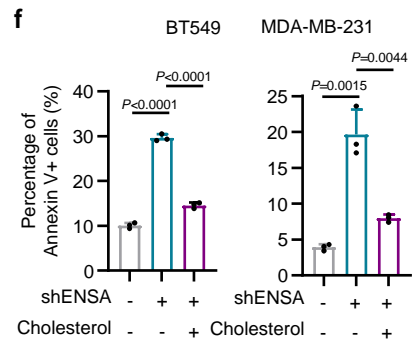 f
BT549 MDA-MB-231
P<0.0001
P<0.0001
Percentage of
Annexin V+ cells (%)
40
30
20
10
0
shENSA - + +
Cholesterol - - +
P=0.0044
P=0.0015
25
20
15
10
5
0
shENSA - + +
Cholesterol - - +